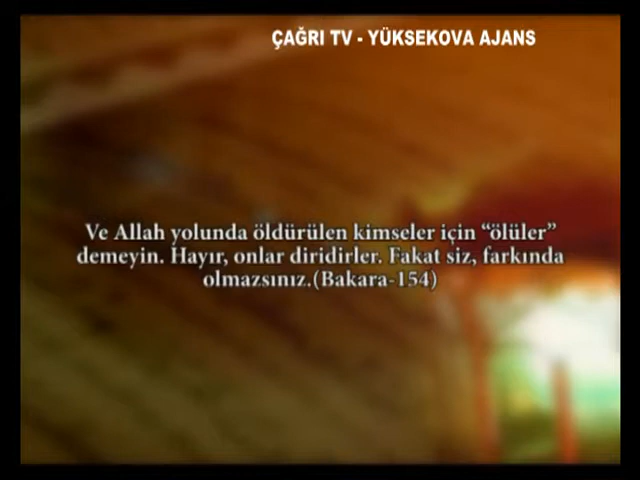 ÇAĞRI TV - YÜKSEKOVA AJANS
Ve Allah yolunda öldürülen kimseler için “ölüler”
demeyin. Hayır, onlar diridirler. Fakat siz, farkında
olmazsınız.(Bakara-154)